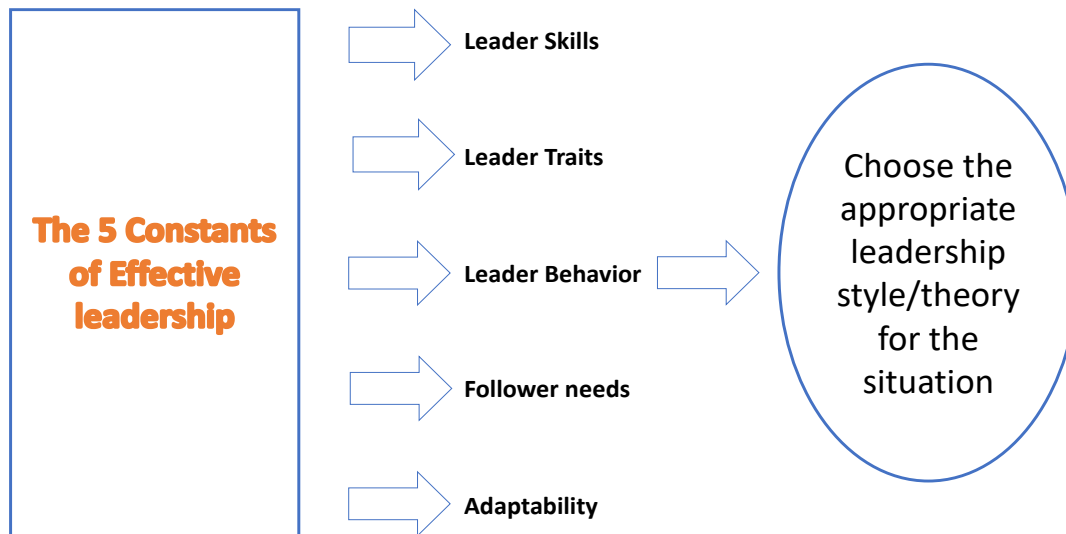 The 5 Constants
of Effective
leadership
Leader Skills
Leader Traits
Leader Behavior
Follower needs
Adaptability
Choose the
appropriate
leadership
style/theory
for the
situation